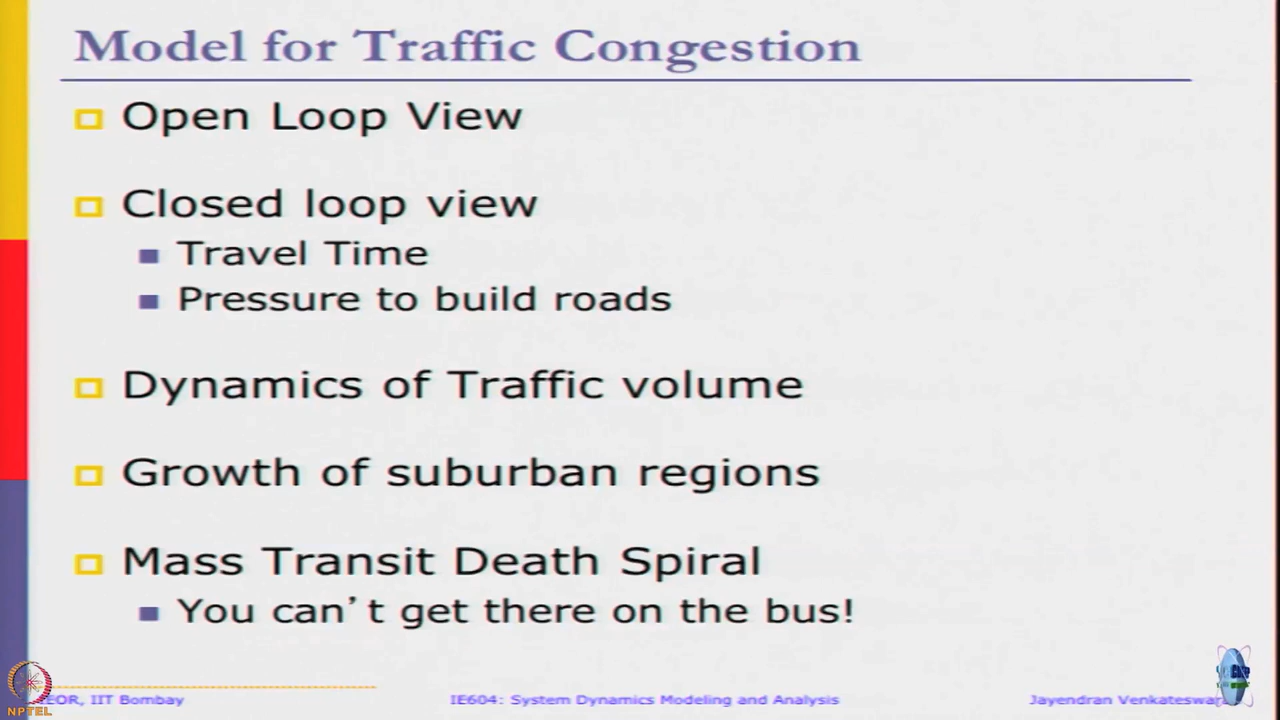 Model for Traffic Congestion
Open Loop View
Closed loop view
Travel Time
Pressure to build roads
Dynamics of Traffic volume
Growth of suburban regions
Mass Transit Death Spiral
You can't get there on the bus!
IEOR, IIT Bombay
IE604: System Dynamics Modeling and Analysis
Jayendran
NPTEL